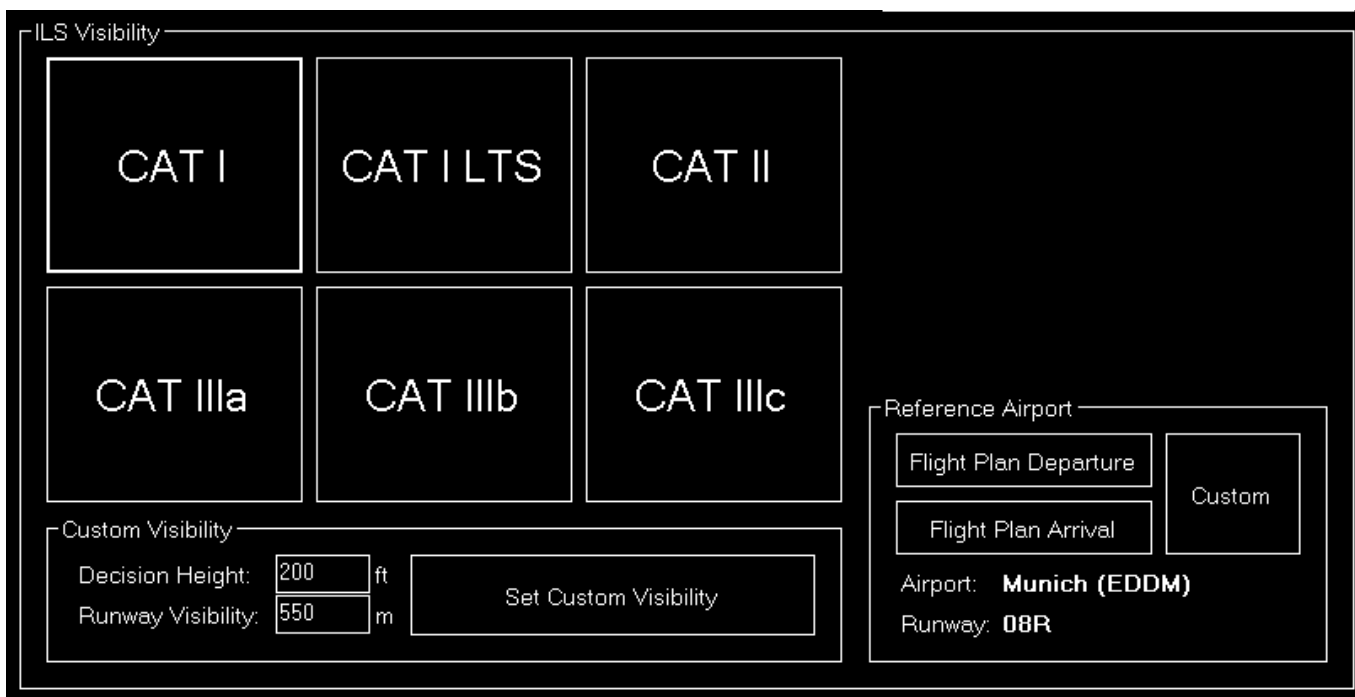 ILS Visibility
CAT I
CAT I LTS
CAT II
CAT IIIa
CAT IIIb
CAT IIIc
Custom Visibility
Decision Height: 200 ft
Runway Visibility: 550 m
Set Custom Visibility
Reference Airport
Flight Plan Departure
Flight Plan Arrival
Custom
Airport: Munich (EDDM)
Runway: 08R